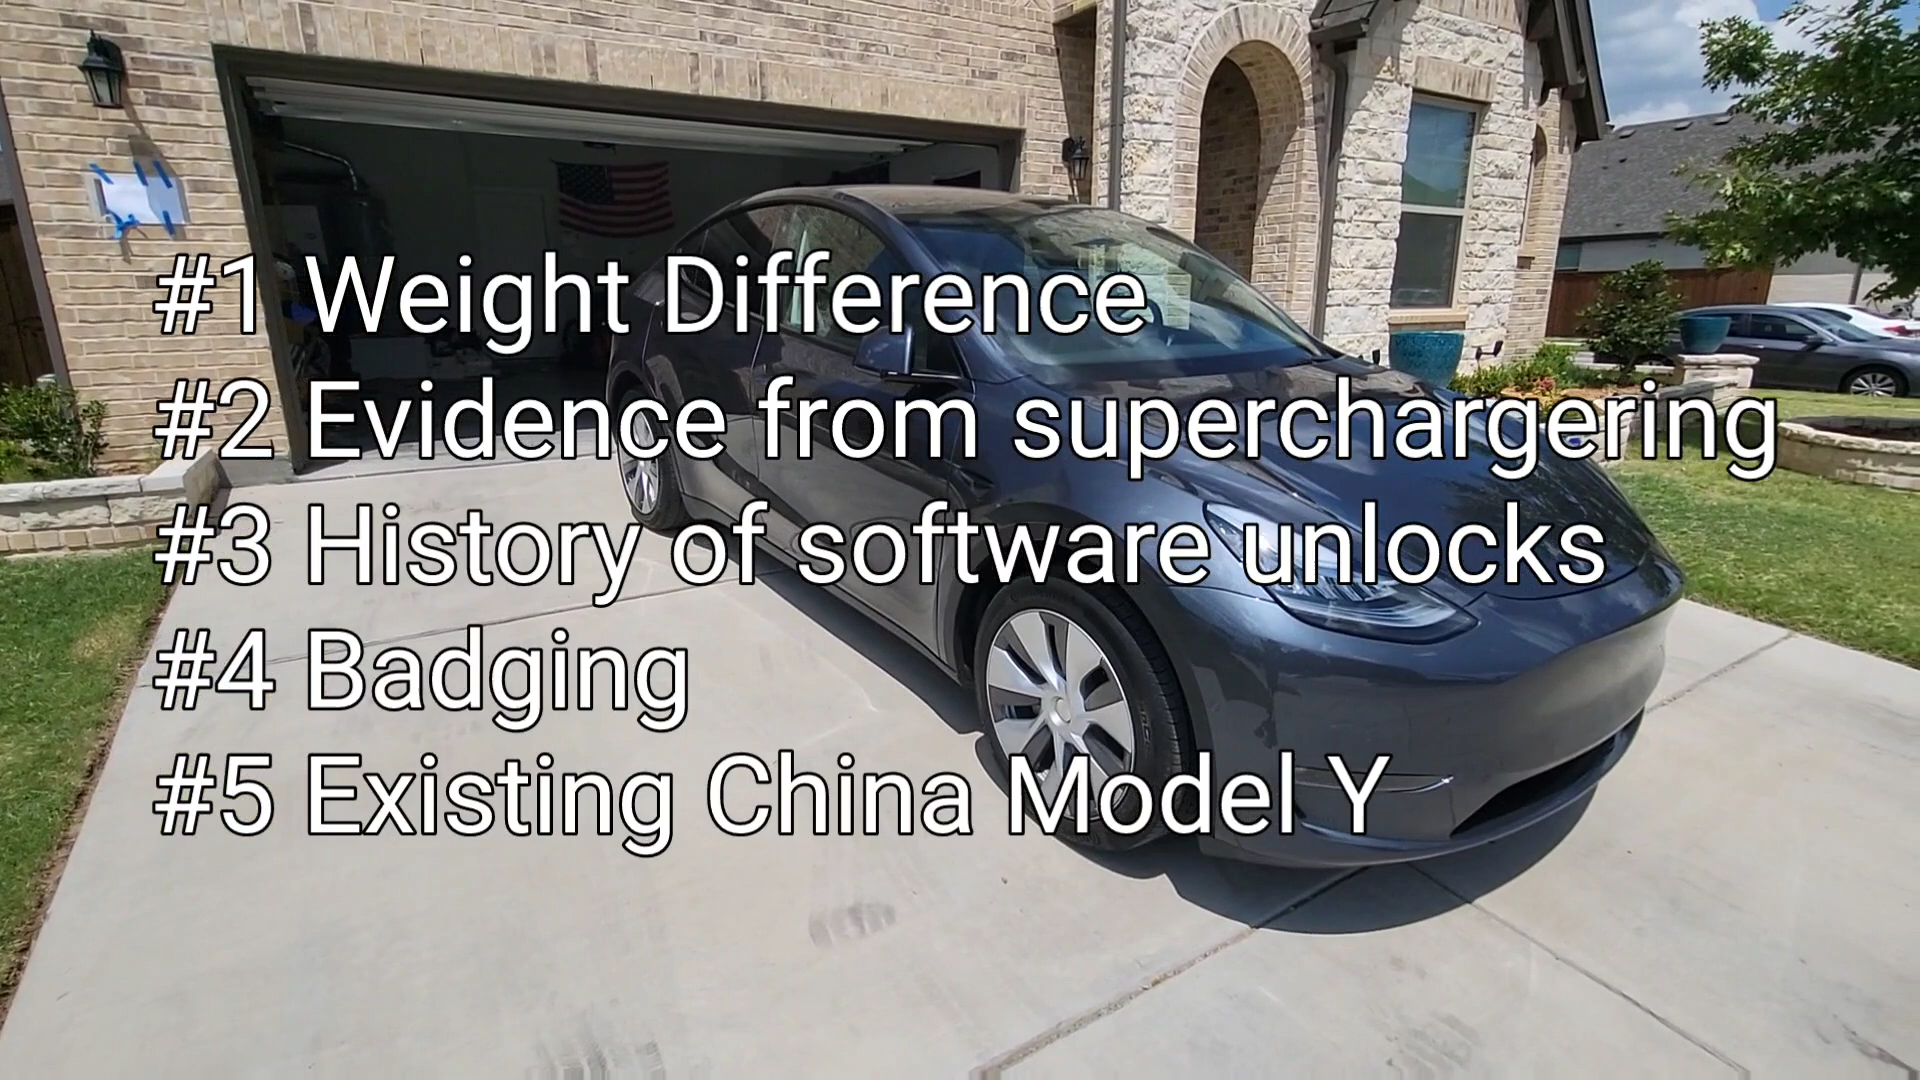 #1 Weight Difference
#2 Evidence from superchargering
#3 History of software unlocks
#4 Badging
#5 Existing China Model Y